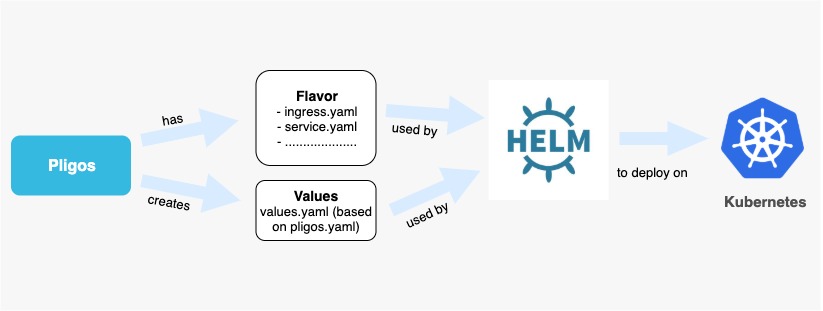 Pligos
has
creates
Flavor
- ingress.yaml
- service.yaml
- ....................
Values
values.yaml (based
on pligos.yaml)
used by
used by
HELM
to deploy on
Kubernetes